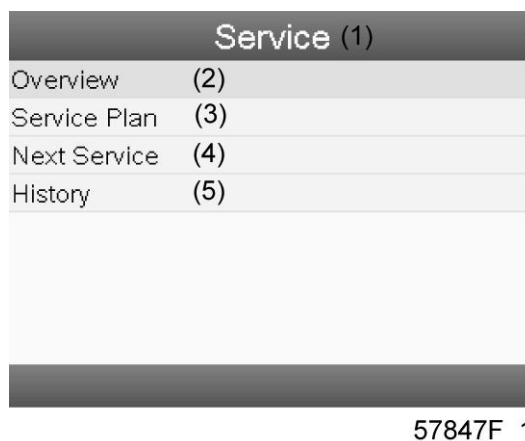 Service (1)
Overview (2)
Service Plan (3)
Next Service (4)
History (5)
57847F